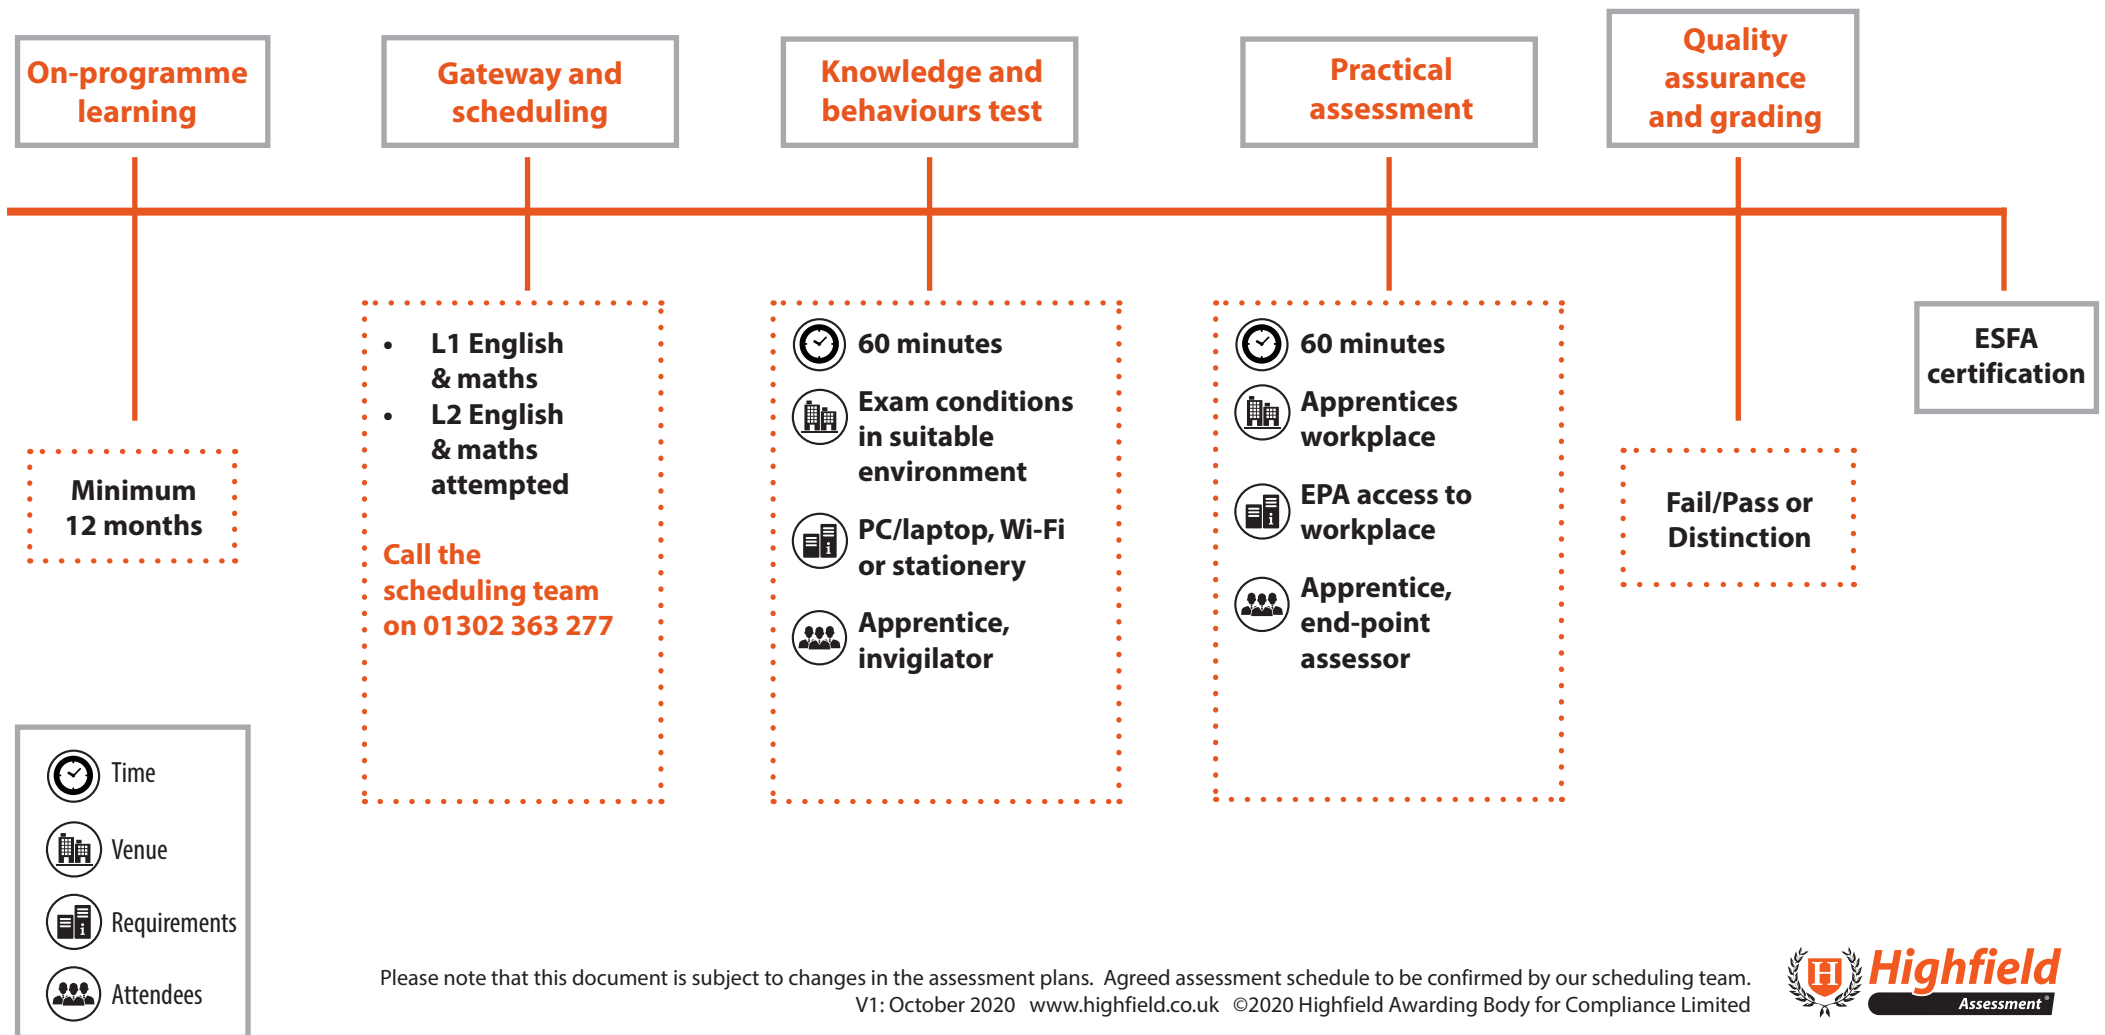 On-programme
learning
Gateway and
scheduling
Knowledge and
behaviours test
Practical
assessment
Quality
assurance
and grading
Minimum
12 months
• L1 English
& maths
• L2 English
& maths
attempted
Call the
scheduling team
on 01302 363 277
60 minutes
Exam conditions
in suitable
environment
PC/laptop, Wi-Fi
or stationery
Apprentice,
invigilator
60 minutes
Apprentices
workplace
EPA access to
workplace
Apprentice,
end-point
assessor
Fail/Pass or
Distinction
ESFA
certification
Time
Venue
Requirements
Attendees
Please note that this document is subject to changes in the assessment plans.  Agreed assessment schedule to be confirmed by our scheduling team.
V1: October 2020   www.highfield.co.uk   ©2020 Highfield Awarding Body for Compliance Limited
H
Highfield
Assessment®